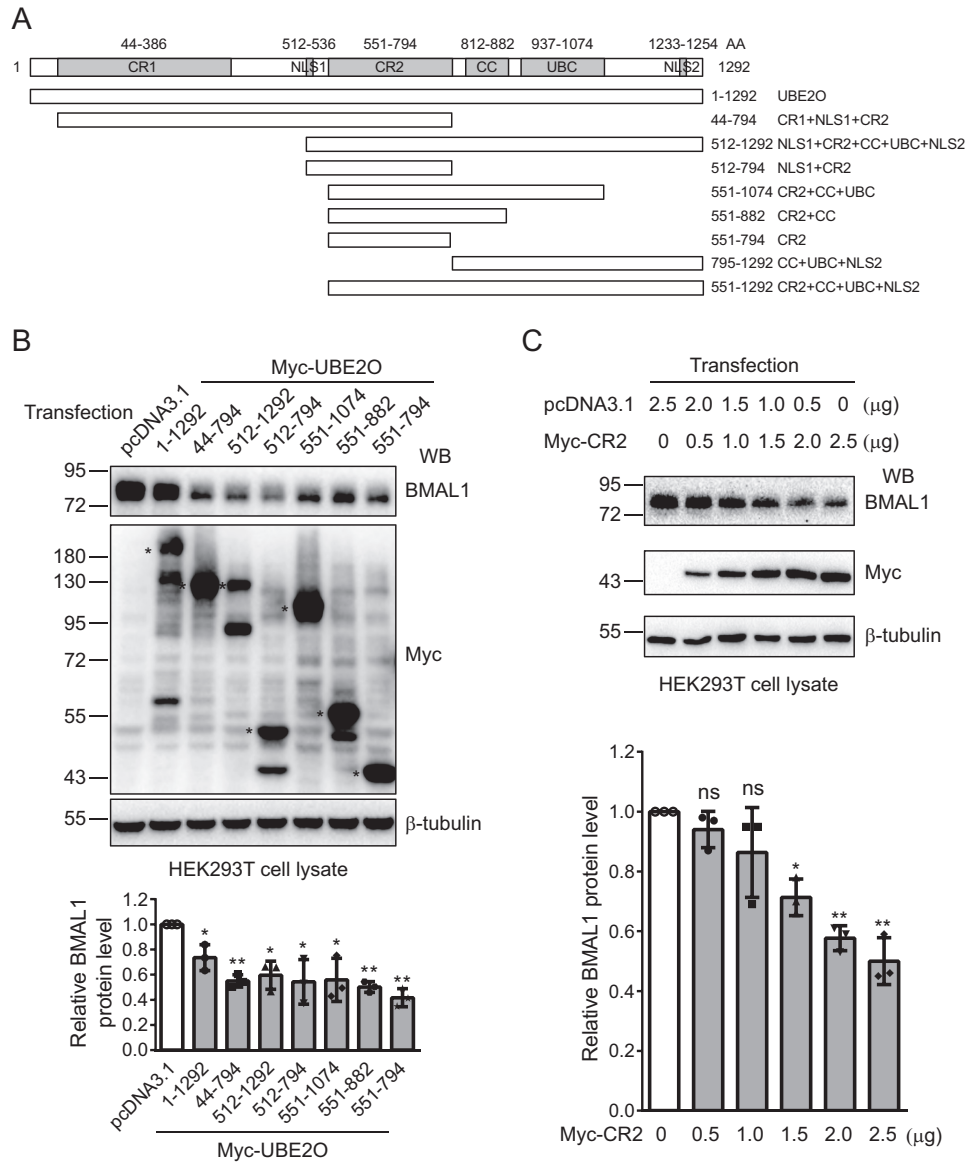 A
44-386 512-536 551-794 812-882 937-1074 1233-1254 AA
1 CR1 NLS1 CR2 CC UBC NLS2 1292
1-1292 UBE2O
44-794 CR1+NLS1+CR2
512-1292 NLS1+CR2+CC+UBC+NLS2
512-794 NLS1+CR2
551-1074 CR2+CC+UBC
551-882 CR2+CC
551-794 CR2
795-1292 CC+UBC+NLS2
551-1292 CR2+CC+UBC+NLS2
B
Myc-UBE2O
Transfection pcDNA3.1 1-1292 44-794 512-1292 512-794 551-1074 551-882 551-794
WB
95
72
BMAL1
180
130
95
72
55
43
* * * * * * *
Myc
55
β-tubulin
HEK293T cell lysate
Relative BMAL1
protein level
1.2
1.0
0.8
0.6
0.4
0.2
0.0
* ** * * * ** **
pcDNA3.1 1-1292 44-794 512-1292 512-794 551-1074 551-882 551-794
Myc-UBE2O
C
Transfection
pcDNA3.1 2.5 2.0 1.5 1.0 0.5 0 (μg)
Myc-CR2 0 0.5 1.0 1.5 2.0 2.5 (μg)
WB
95
72
BMAL1
43
Myc
55
β-tubulin
HEK293T cell lysate
Relative BMAL1 protein level
1.2
1.0
0.8
0.6
0.4
0.2
0.0
ns ns * ** **
Myc-CR2 0 0.5 1.0 1.5 2.0 2.5 (μg)